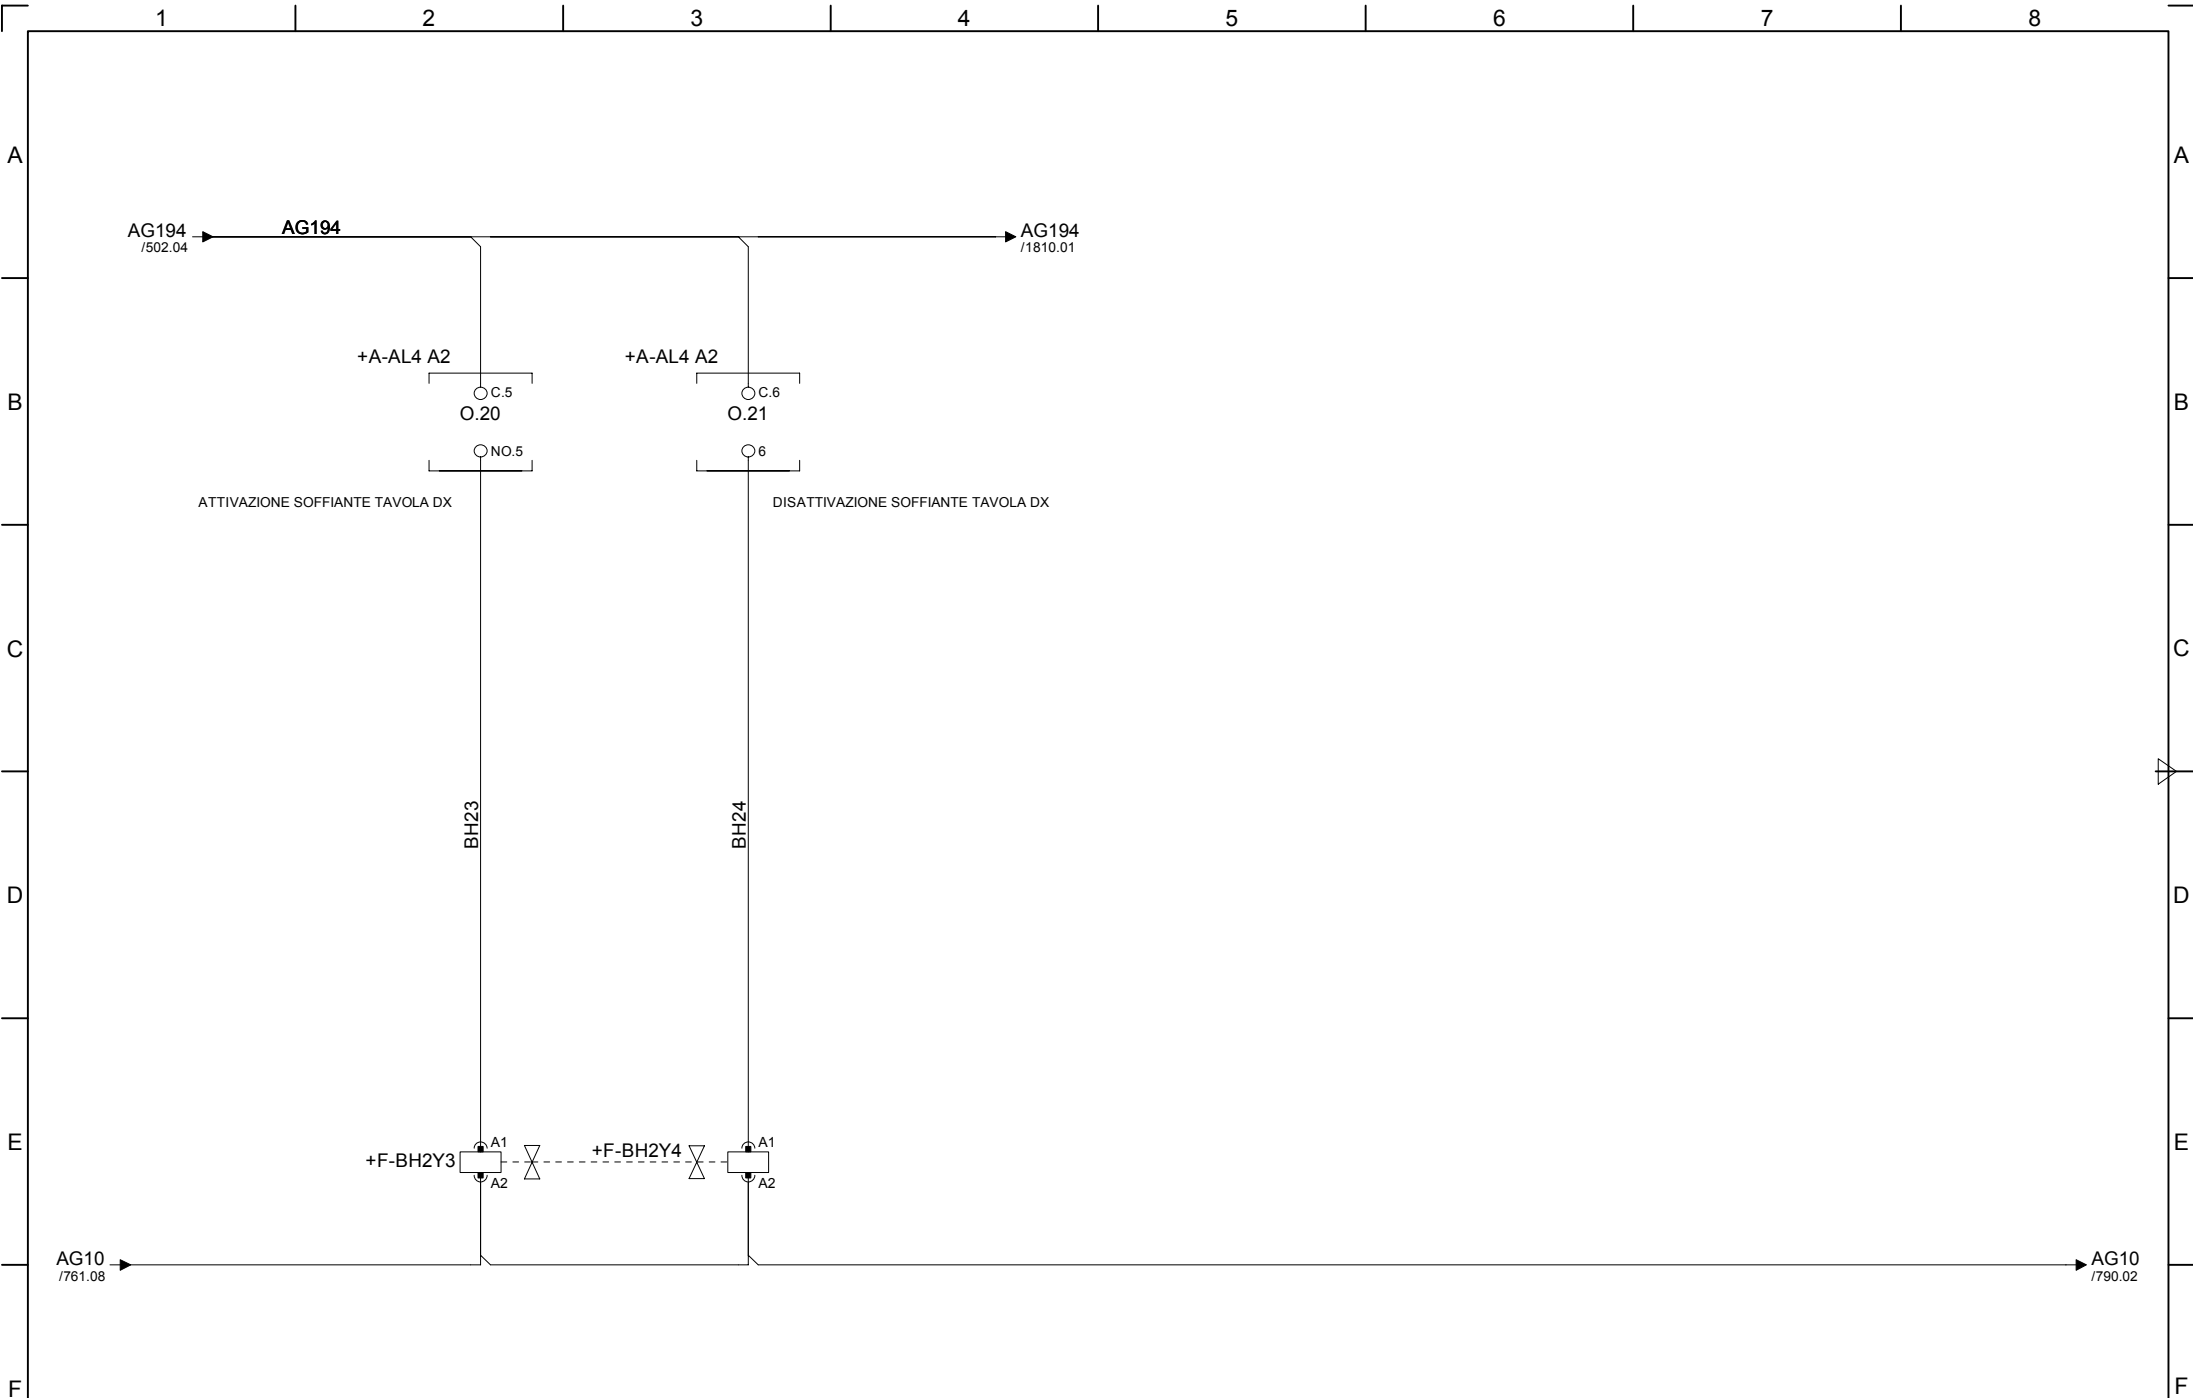 1 2 3 4 5 6 7 8
A A
AG194 AG194 AG194
/502.04 /1810.01
+A-AL4 A2 +A-AL4 A2
C.5 C.6
B B
O.20 O.21
NO.5 6
ATTIVAZIONE SOFFIANTE TAVOLA DX DISATTIVAZIONE SOFFIANTE TAVOLA DX
C C
BH23 BH24
D D
E A1 A1 E
+F-BH2Y3 +F-BH2Y4
A2 A2
AG10 AG10
/761.08 /790.02
F F